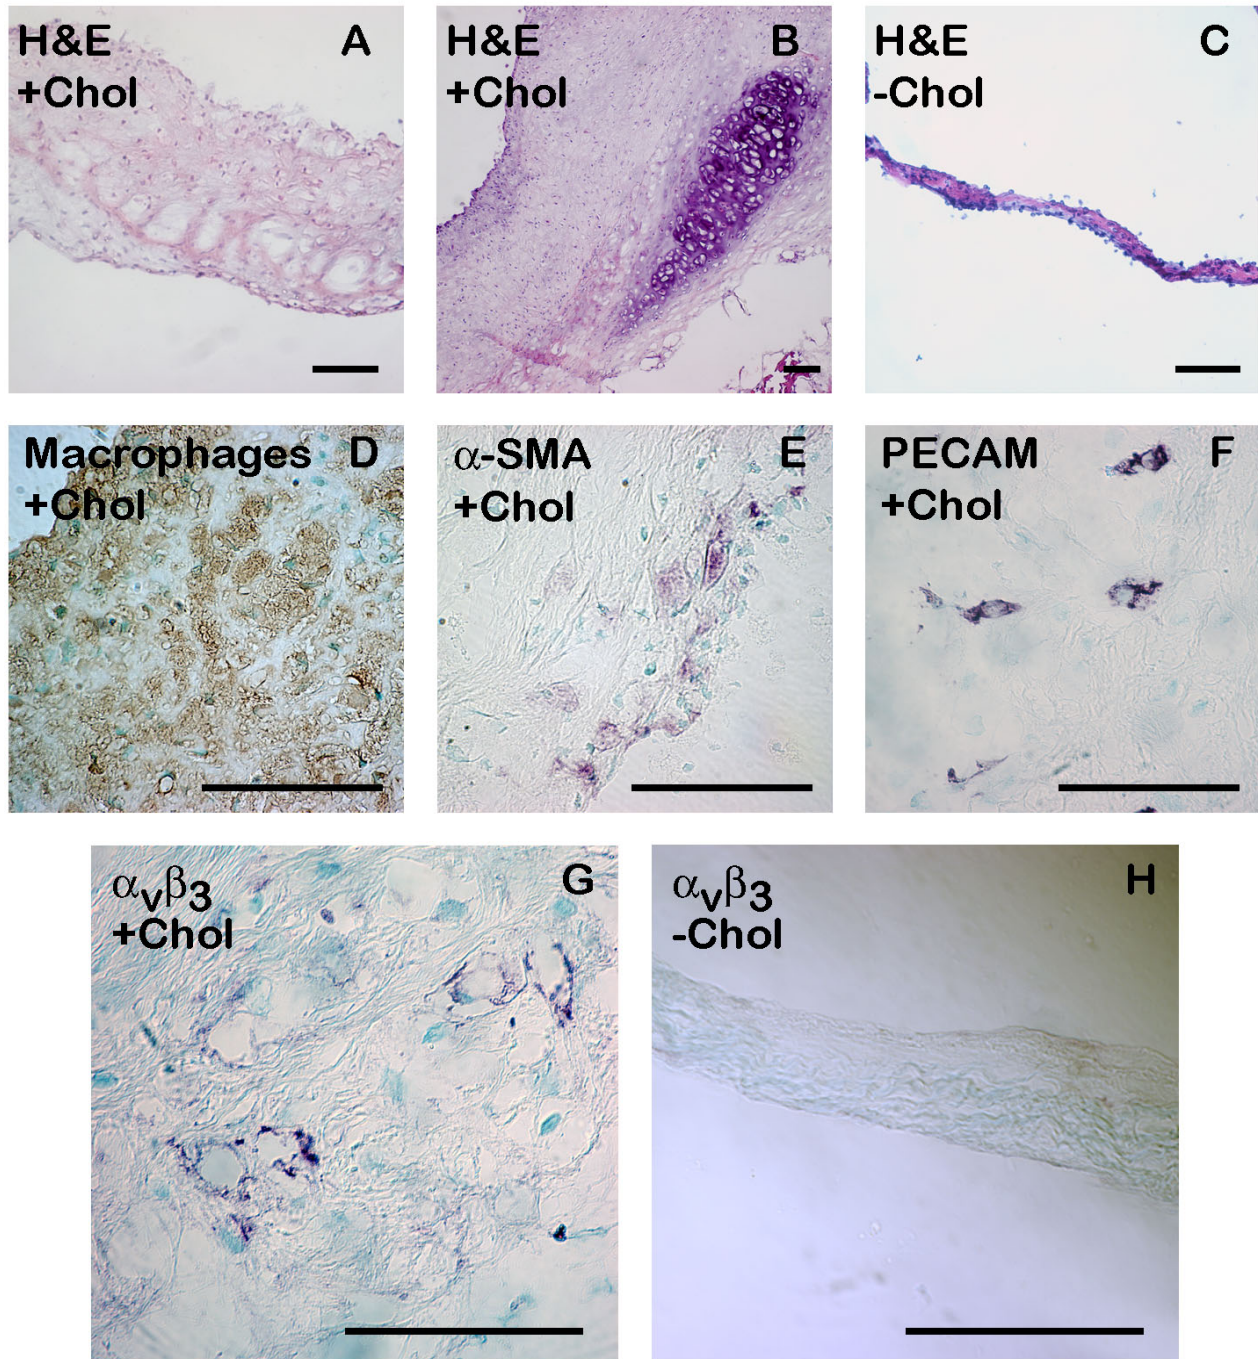 H&E A
+Chol
H&E B
+Chol
H&E C
-Chol
Macrophages D
+Chol
α-SMA E
+Chol
PECAM F
+Chol
αvβ3 G
+Chol
αvβ3 H
-Chol